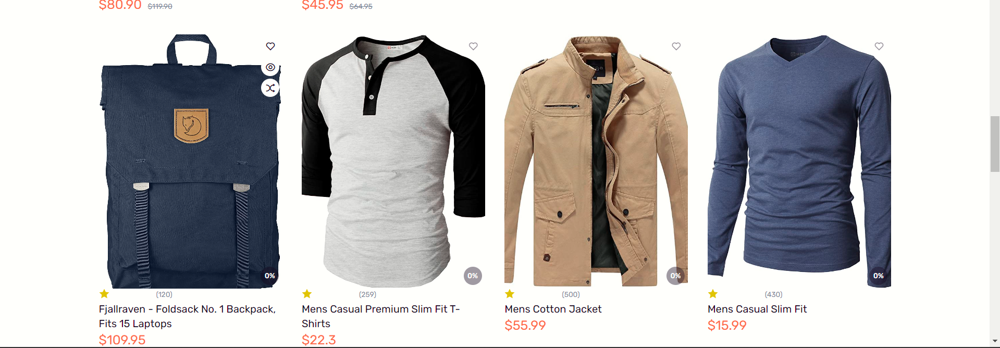 $80.90 $119.90
$45.95 $64.95
0%
0%
0%
0%
(120)
(259)
(500)
(430)
Fjallraven - Foldsack No. 1 Backpack,
Fits 15 Laptops
$109.95
Mens Casual Premium Slim Fit T-
Shirts
$22.3
Mens Cotton Jacket
$55.99
Mens Casual Slim Fit
$15.99